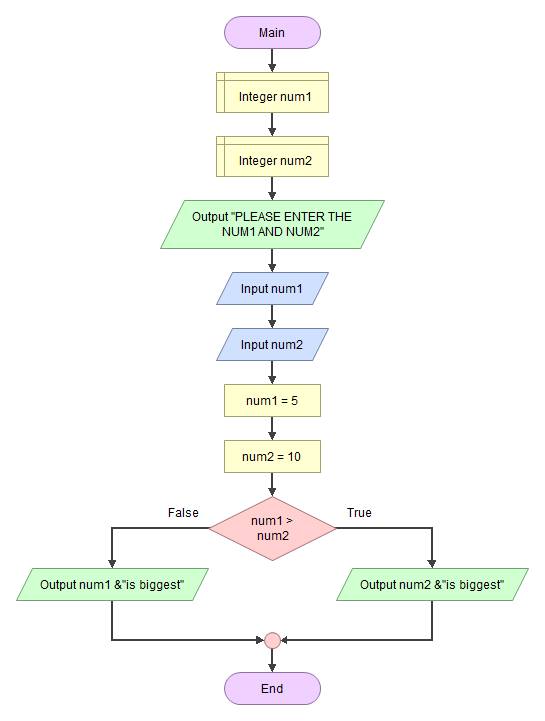 Main
Integer num1
Integer num2
Output "PLEASE ENTER THE
NUM1 AND NUM2"
Input num1
Input num2
num1 = 5
num2 = 10
False
True
num1 >
num2
Output num1 &"is biggest"
Output num2 &"is biggest"
End